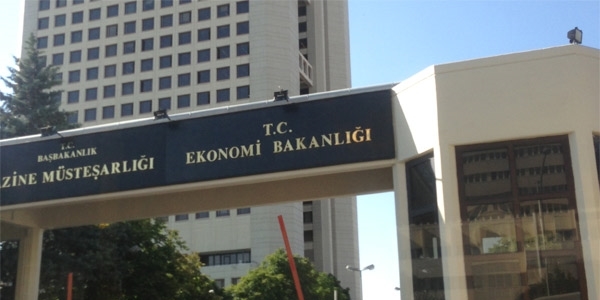 T.C.
BAŞBAKANLIK
ZİNE MÜSTEŞARLIĞI
T.C.
EKONOMİ BAKANLIĞI